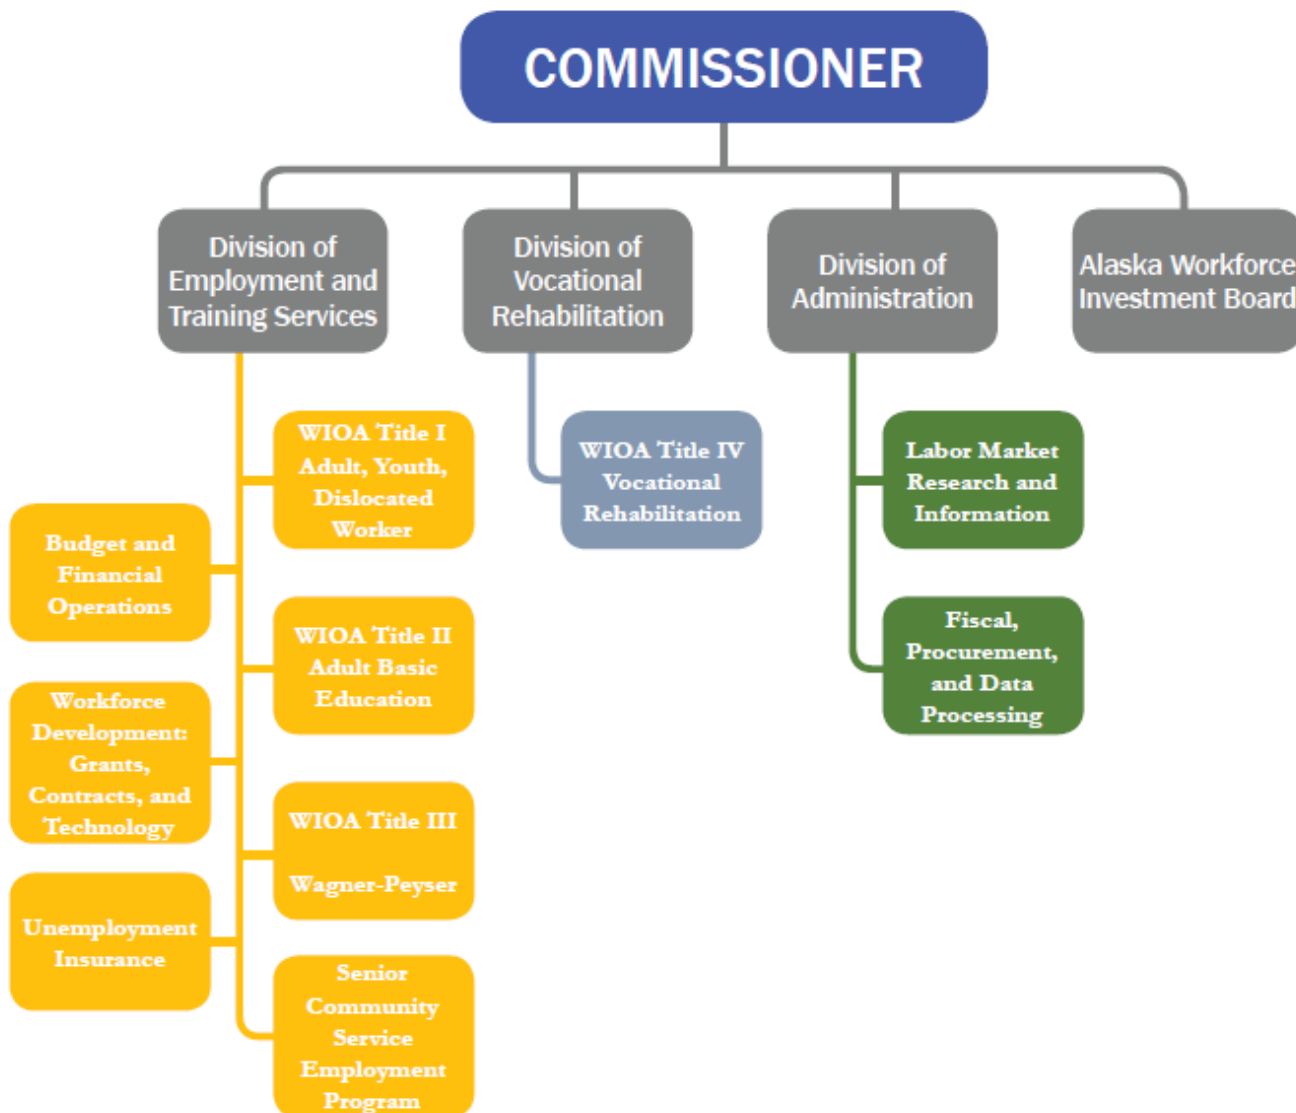 COMMISSIONER
Division of
Employment and
Training Services
Division of
Vocational
Rehabilitation
Division of
Administration
Alaska Workforce
Investment Board
WIOA Title I
Adult, Youth,
Dislocated
Worker
WIOA Title IV
Vocational
Rehabilitation
Labor Market
Research and
Information
Budget and
Financial
Operations
WIOA Title II
Adult Basic
Education
Fiscal,
Procurement,
and Data
Processing
Workforce
Development:
Grants,
Contracts, and
Technology
WIOA Title III
Wagner-Peyser
Unemployment
Insurance
Senior
Community
Service
Employment
Program